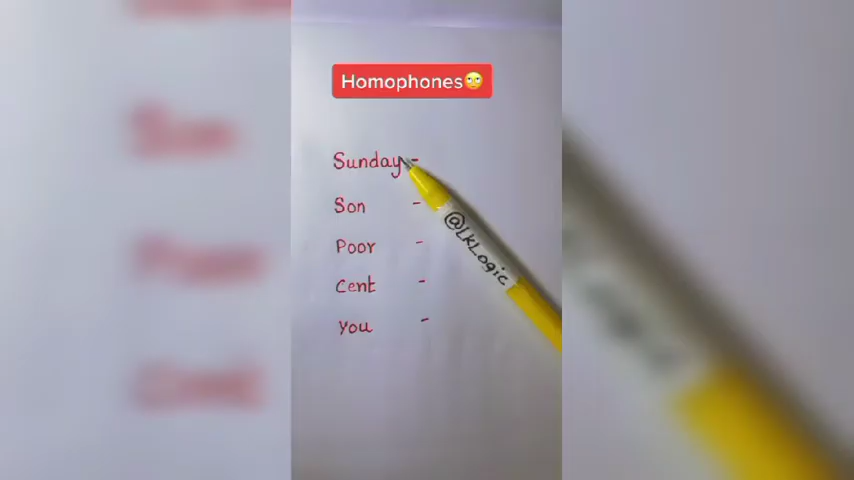 Homophones🙄
Sunday -
Son -
Poor -
Cent -
You -
@LKLogic